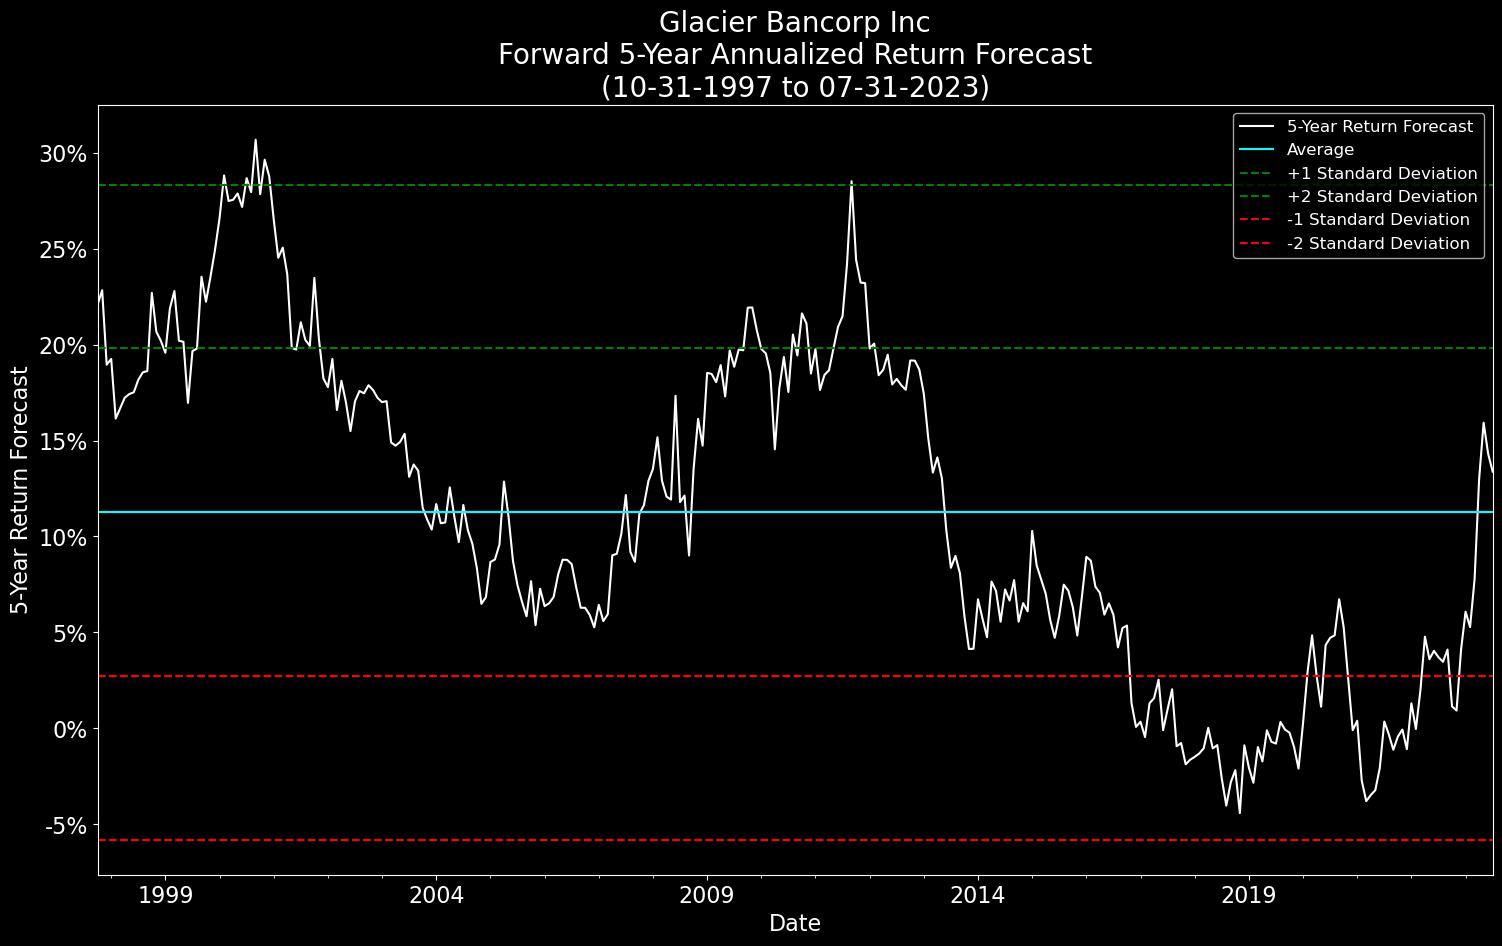 Glacier Bancorp Inc
Forward 5-Year Annualized Return Forecast
(10-31-1997 to 07-31-2023)
5-Year Return Forecast
Average
+1 Standard Deviation
+2 Standard Deviation
-1 Standard Deviation
-2 Standard Deviation
30%
25%
20%
15%
10%
5%
0%
-5%
5-Year Return Forecast
1999
2004
2009
2014
2019
Date